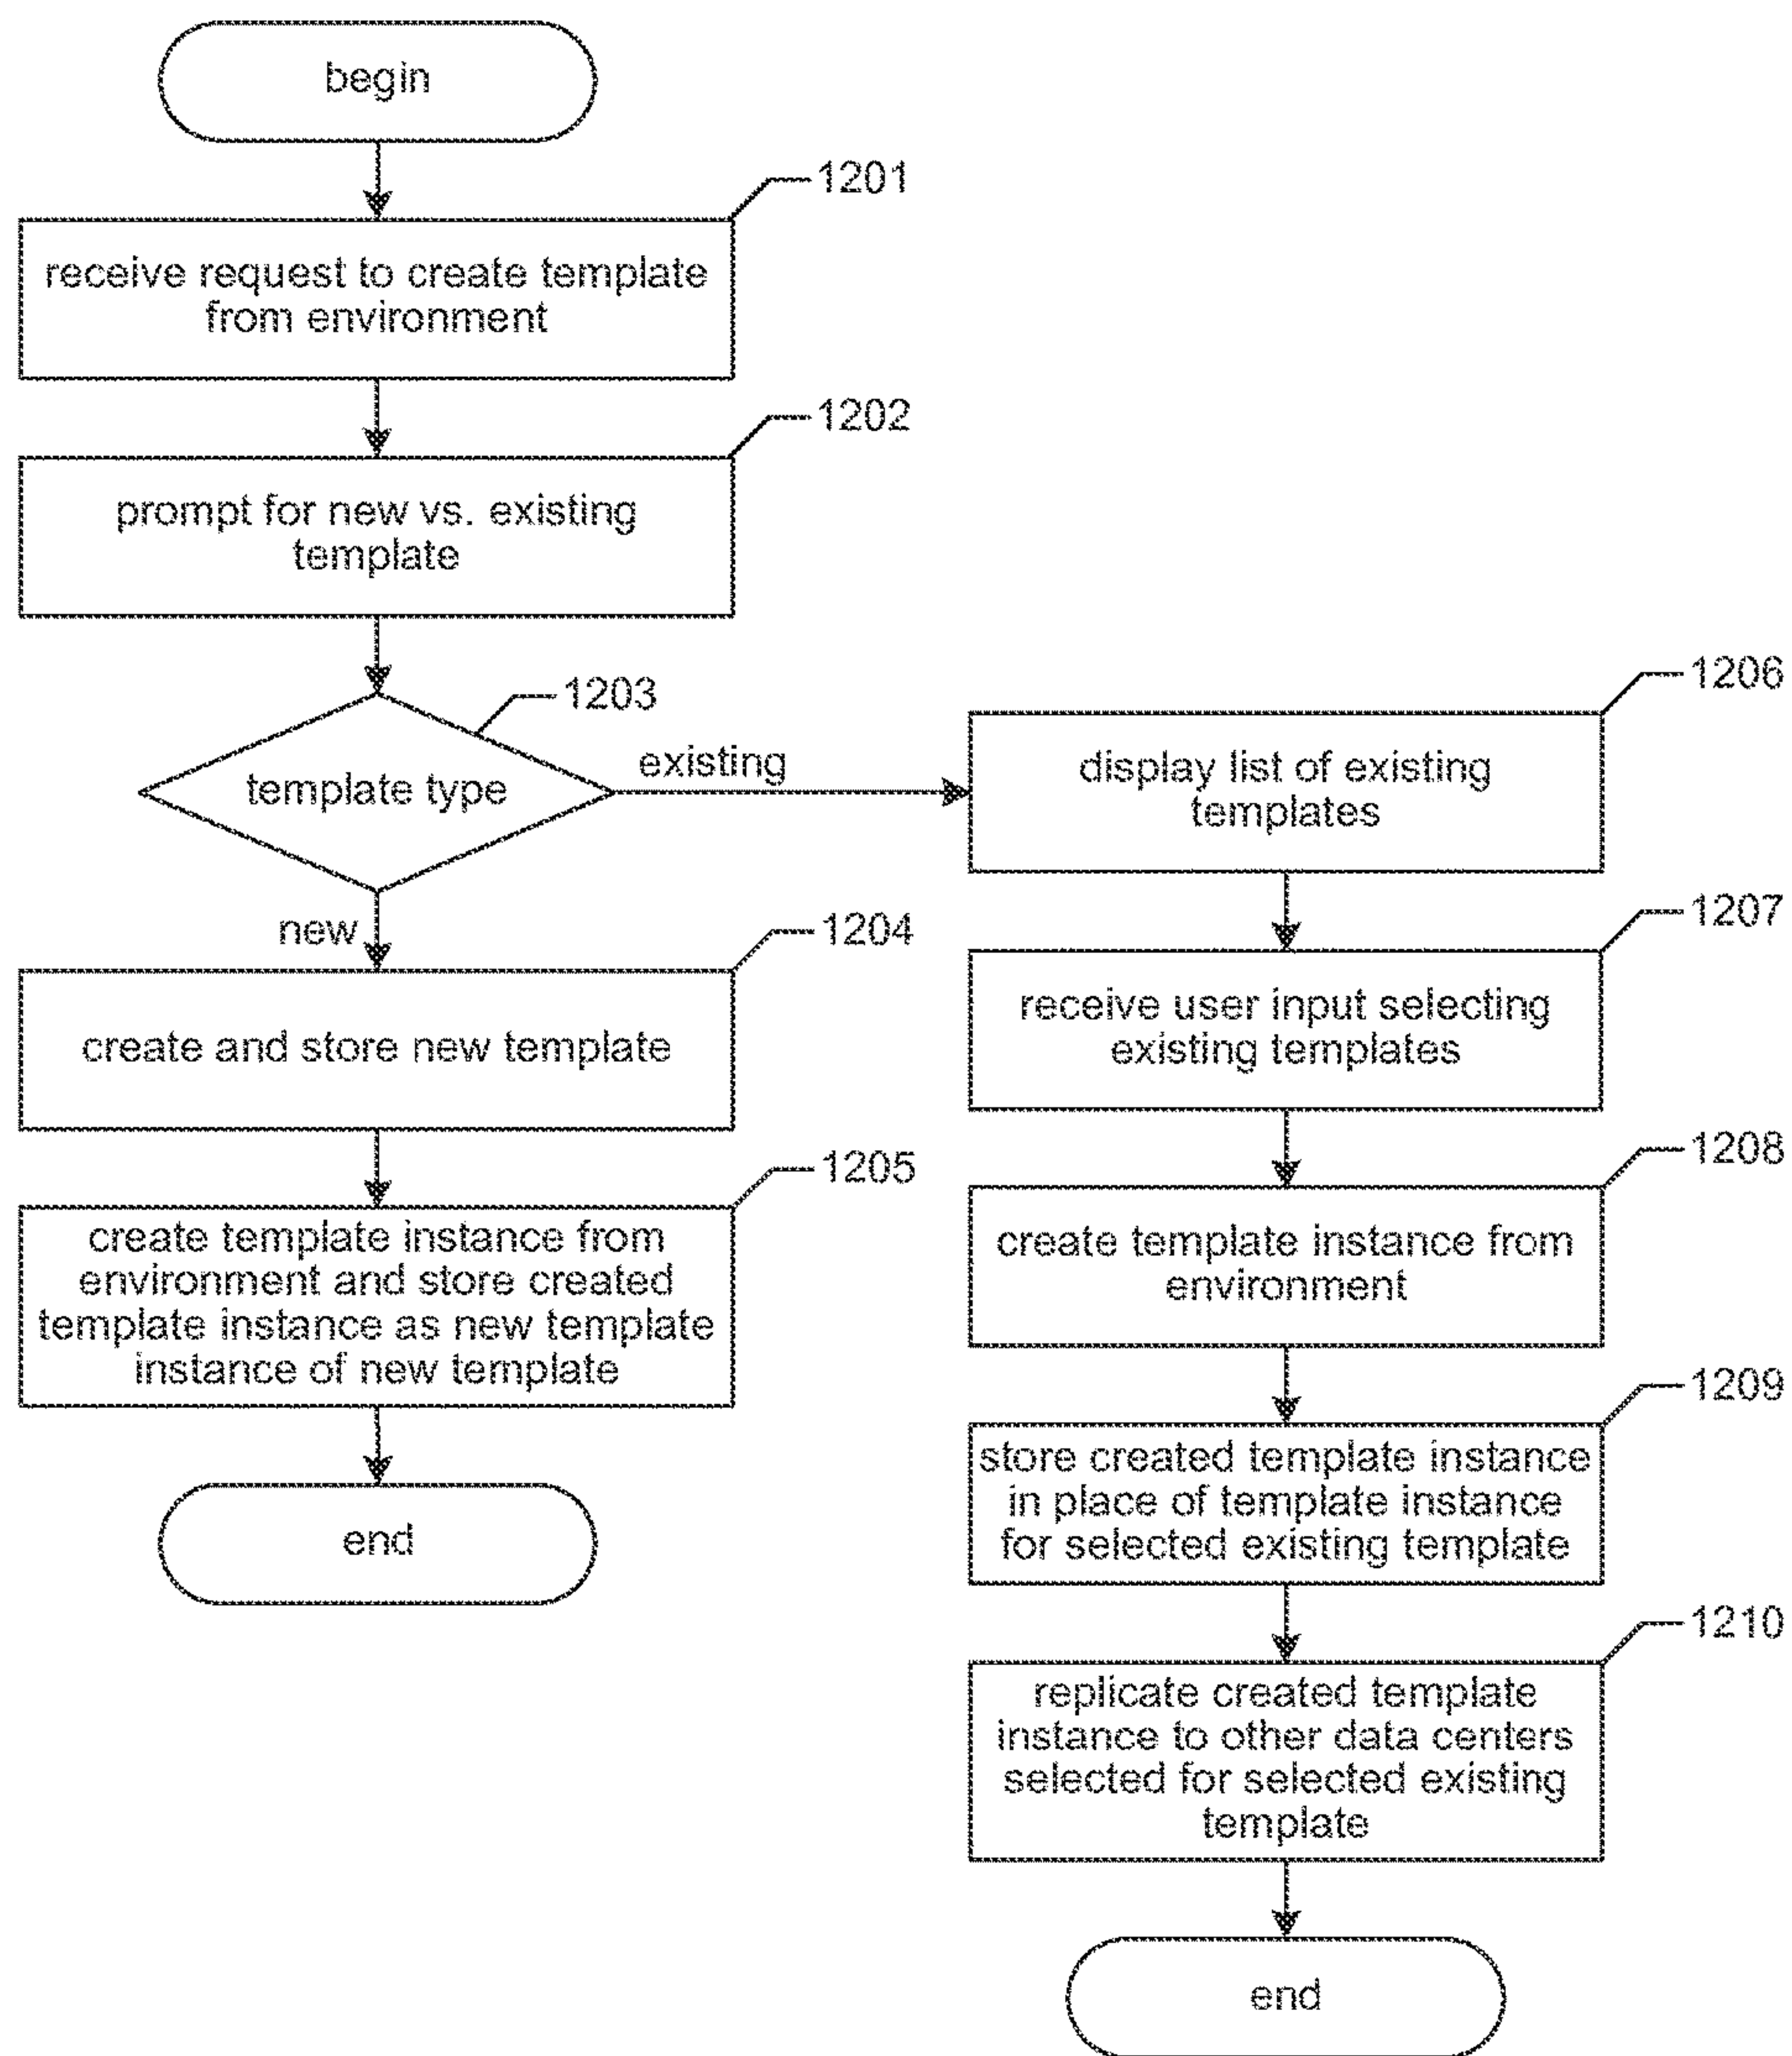 begin
1201
receive request to create template
from environment
1202
prompt for new vs. existing
template
1203
template type
existing
new
1204
create and store new template
1205
create template instance from
environment and store created
template instance as new template
instance of new template
end
1206
display list of existing
templates
1207
receive user input selecting
existing templates
1208
create template instance from
environment
1209
store created template instance
in place of template instance
for selected existing template
1210
replicate created template
instance to other data centers
selected for selected existing
template
end